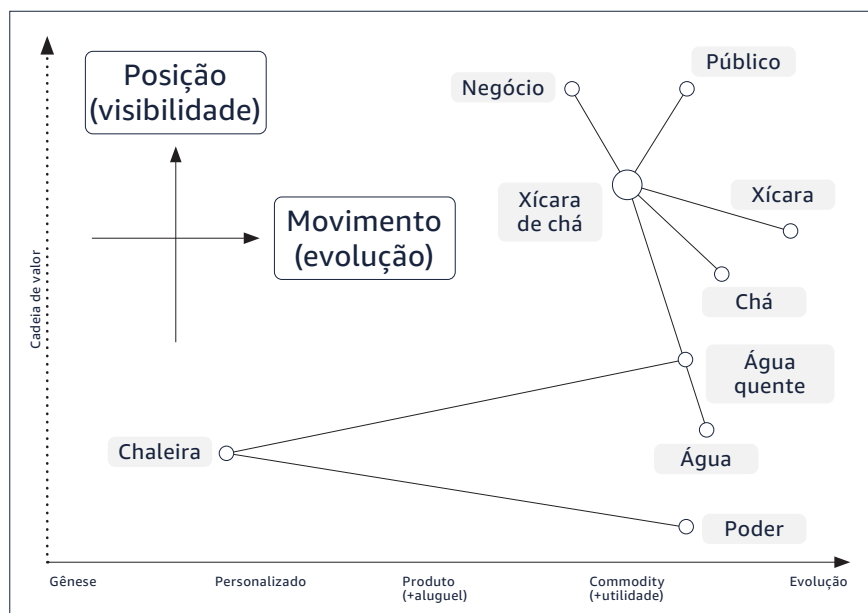 Posição
(visibilidade)
Movimento
(evolução)
Negócio
Público
Xícara
de chá
Xícara
Chá
Água
quente
Água
Chaleira
Poder
Cadeia de valor
Gênese
Personalizado
Produto
(+aluguel)
Commodity
(+utilidade)
Evolução